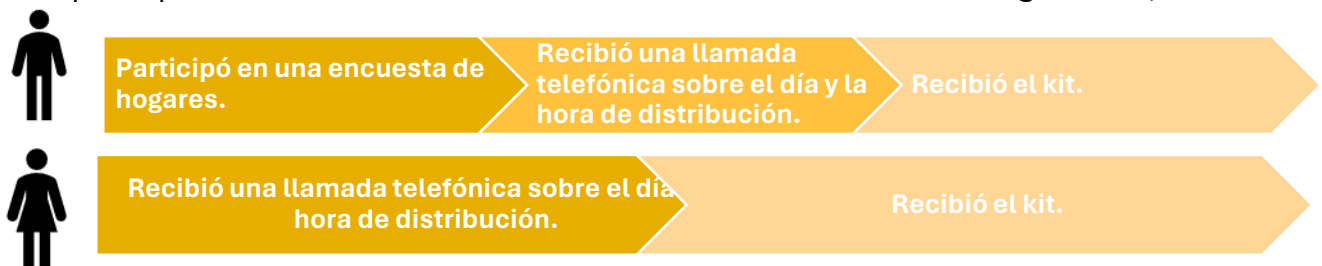 Participó en una encuesta de
hogares.
Recibió una llamada
telefónica sobre el día y la
hora de distribución.
Recibió el kit.
Recibió una llamada telefónica sobre el día
hora de distribución.
Recibió el kit.